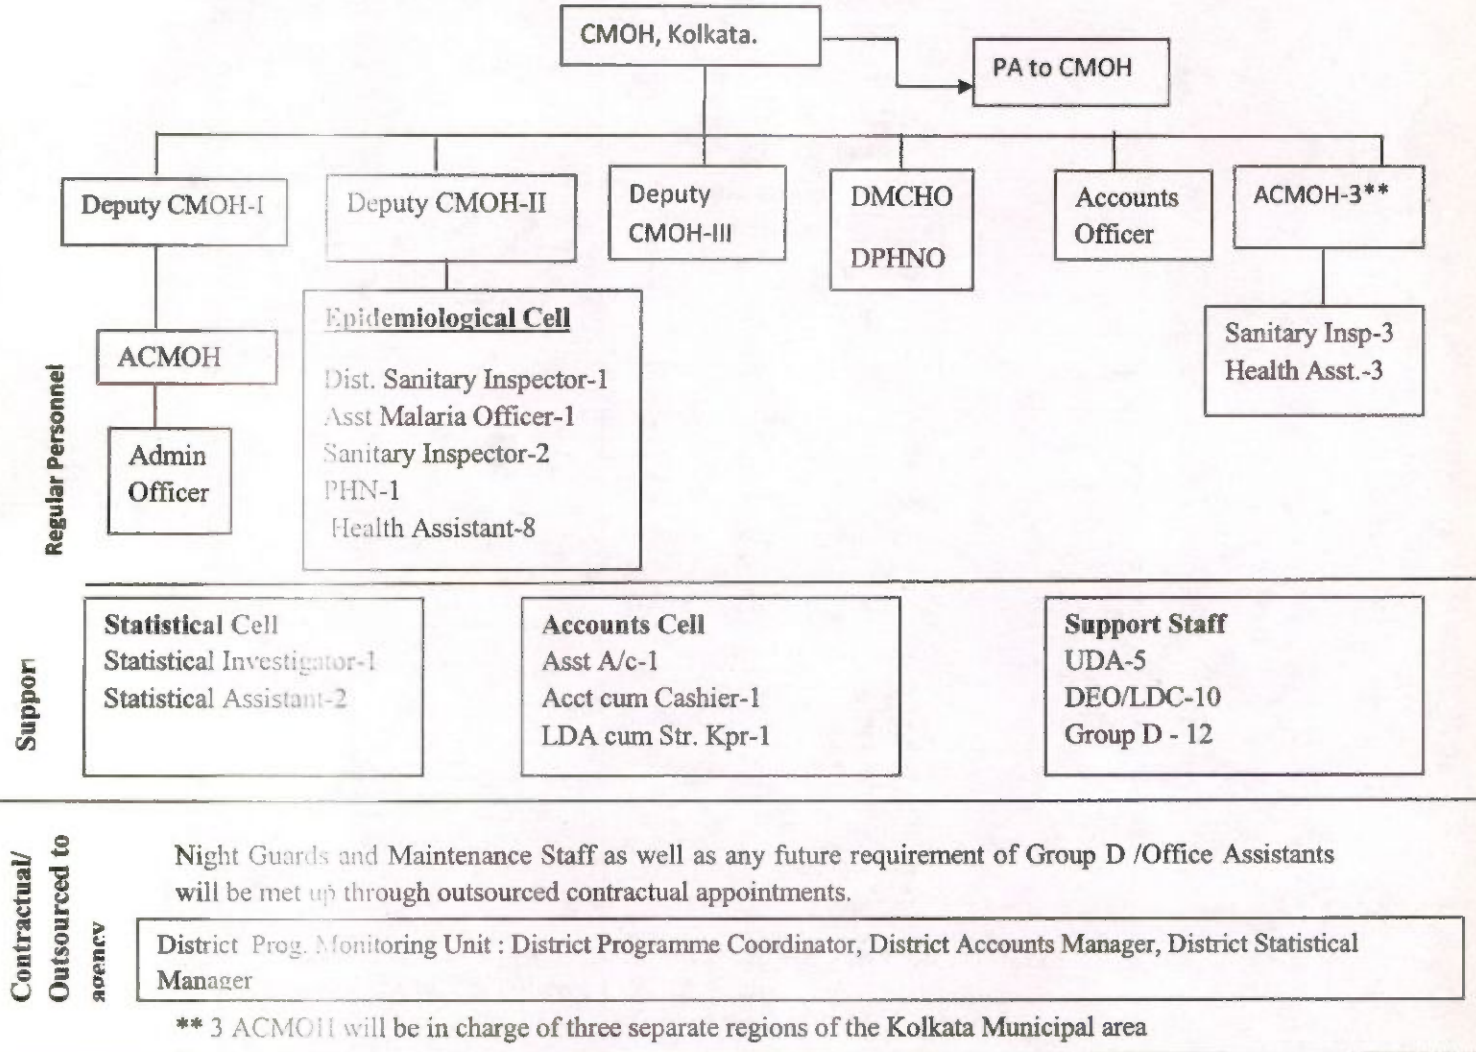 CMOH, Kolkata.
PA to CMOH
Deputy CMOH-I
Deputy CMOH-II
Deputy
CMOH-III
DMCHO
DPHNO
Accounts
Officer
ACMOH-3**
Regular Personnel
ACMOH
Admin
Officer
Epidemiological Cell
Dist. Sanitary Inspector-1
Asst Malaria Officer-1
Sanitary Inspector-2
PHN-1
Health Assistant-8
Sanitary Insp-3
Health Asst.-3
Support
Statistical Cell
Statistical Investigator-1
Statistical Assistant-2
Accounts Cell
Asst A/c-1
Acct cum Cashier-1
LDA cum Str. Kpr-1
Support Staff
UDA-5
DEO/LDC-10
Group D - 12
Contractual/
Outsourced to
agency
Night Guards and Maintenance Staff as well as any future requirement of Group D /Office Assistants
will be met up through outsourced contractual appointments.
District Prog. Monitoring Unit : District Programme Coordinator, District Accounts Manager, District Statistical
Manager
** 3 ACMOH will be in charge of three separate regions of the Kolkata Municipal area